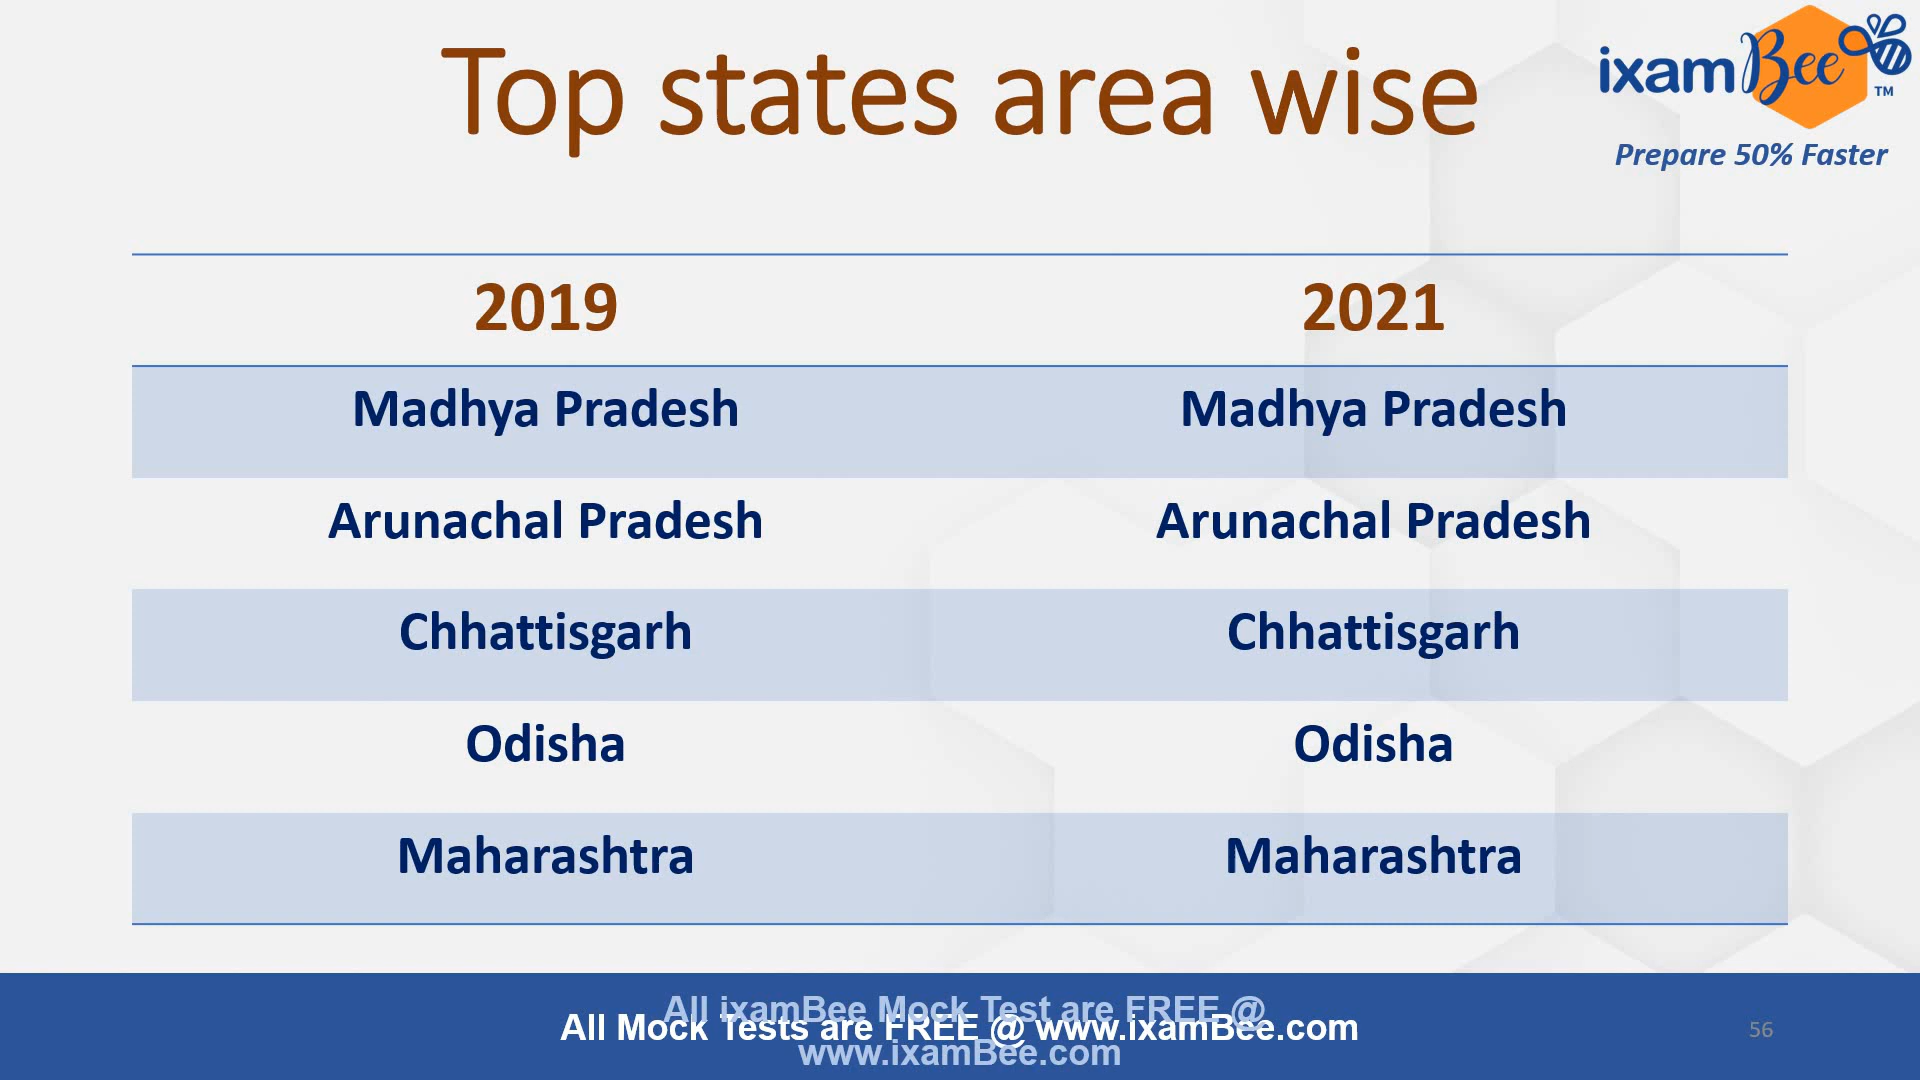 Top states area wise
ixamBee
TM
Prepare 50% Faster
2019 2021
Madhya Pradesh Madhya Pradesh
Arunachal Pradesh Arunachal Pradesh
Chhattisgarh Chhattisgarh
Odisha Odisha
Maharashtra Maharashtra
All ixamBee Mock Test are FREE @
All Mock Tests are FREE @ www.ixamBee.com
www.ixamBee.com
56